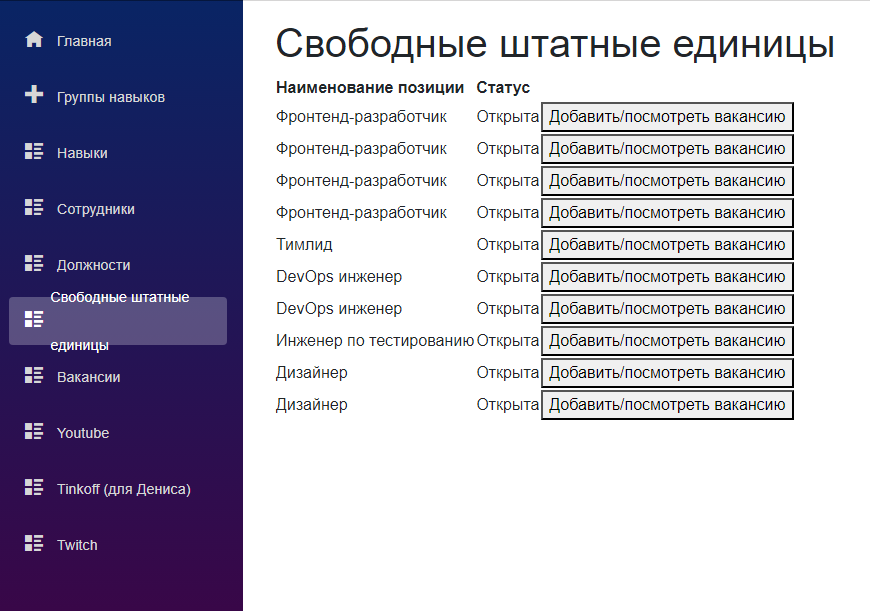 Главная
Группы навыков
Навыки
Сотрудники
Должности
Свободные штатные
единицы
Вакансии
Youtube
Tinkoff (для Дениса)
Twitch
Свободные штатные единицы
Наименование позиции Статус
Фронтенд-разработчик Открыта Добавить/посмотреть вакансию
Фронтенд-разработчик Открыта Добавить/посмотреть вакансию
Фронтенд-разработчик Открыта Добавить/посмотреть вакансию
Фронтенд-разработчик Открыта Добавить/посмотреть вакансию
Тимлид Открыта Добавить/посмотреть вакансию
DevOps инженер Открыта Добавить/посмотреть вакансию
DevOps инженер Открыта Добавить/посмотреть вакансию
Инженер по тестированию Открыта Добавить/посмотреть вакансию
Дизайнер Открыта Добавить/посмотреть вакансию
Дизайнер Открыта Добавить/посмотреть вакансию